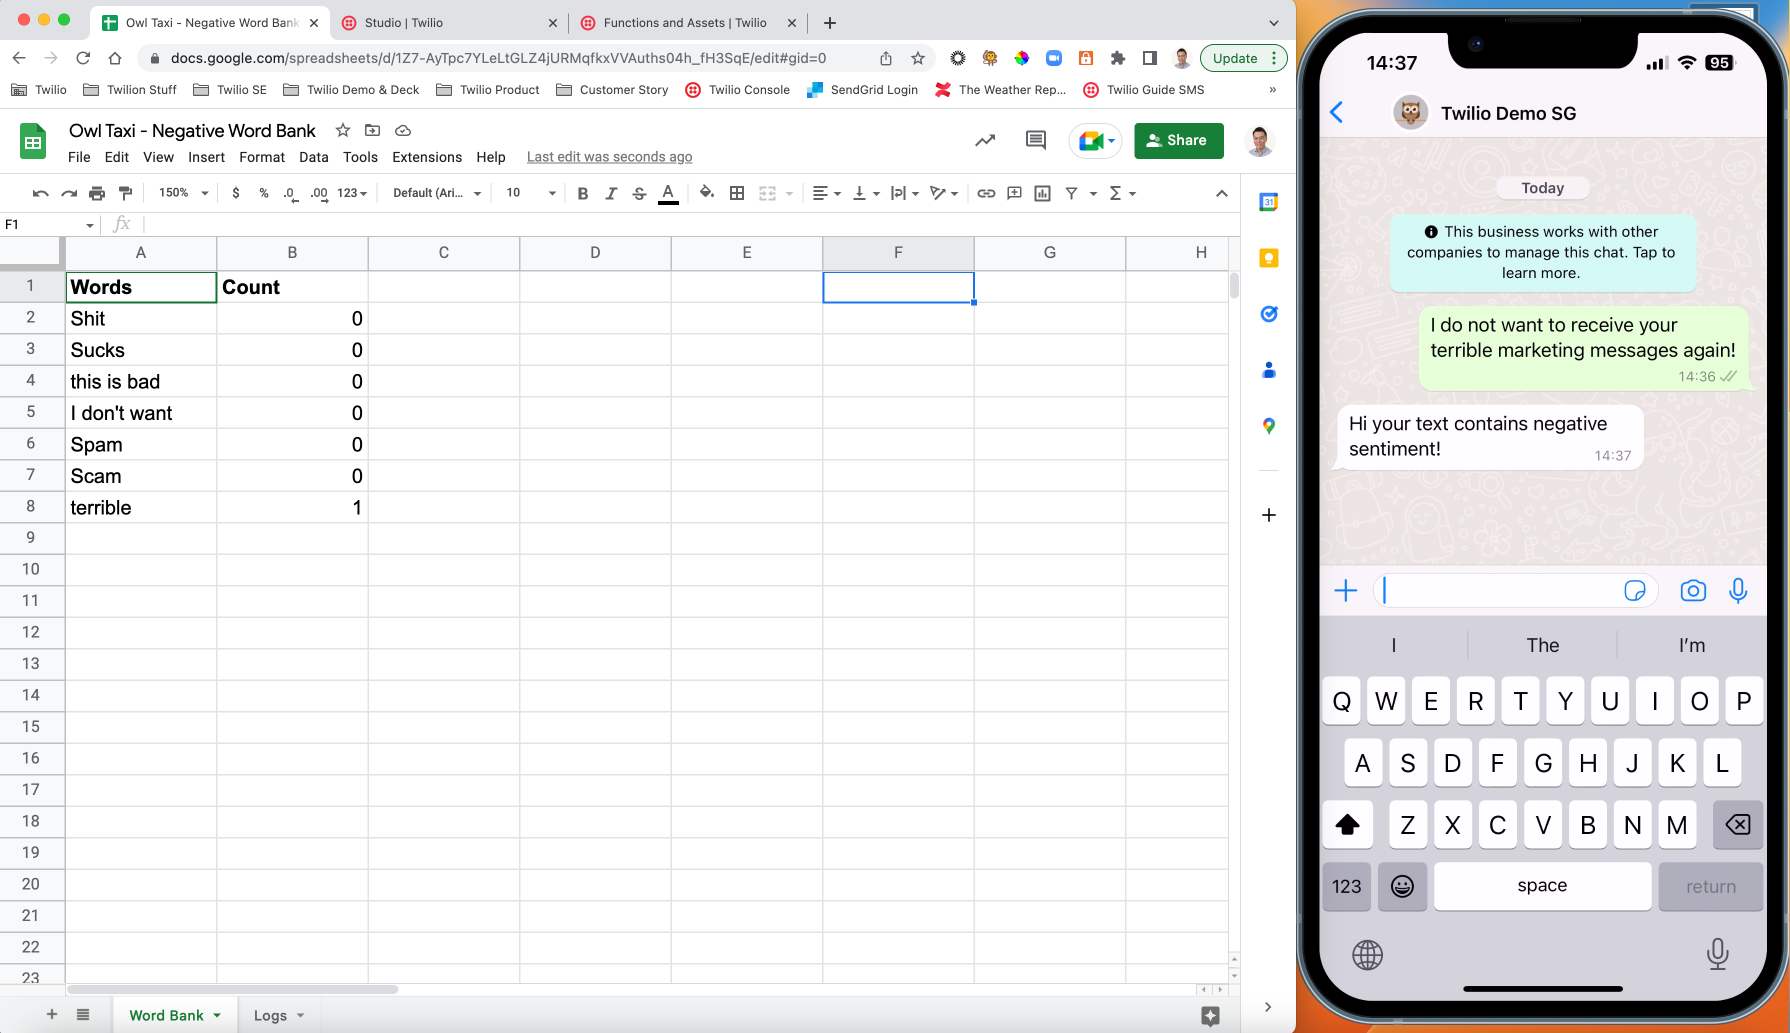 Owl Taxi - Negative Word Bank
Studio | Twilio
Functions and Assets | Twilio
docs.google.com/spreadsheets/d/1Z7-AyTpc7YLeLtGLZ4jURMqfkxVVAuths04h_fH3SqE/edit#gid=0
Update
Twilio
Twilion Stuff
Twilio SE
Twilio Demo & Deck
Twilio Product
Customer Story
Twilio Console
SendGrid Login
The Weather Rep...
Twilio Guide SMS
»
Owl Taxi - Negative Word Bank
Share
File Edit View Insert Format Data Tools Extensions Help Last edit was seconds ago
150% $ % .0 .00 123 Default (Ari... 10 B I S A
31
F1 fx
A B C D E F G H
1 Words Count
2 Shit 0
3 Sucks 0
4 this is bad 0
5 I don't want 0
6 Spam 0
7 Scam 0
8 terrible 1
9
10
11
12
13
14
15
16
17
18
19
20
21
22
23
Word Bank
Logs
14:37
95
Twilio Demo SG
Today
This business works with other
companies to manage this chat. Tap to
learn more.
I do not want to receive your
terrible marketing messages again!
14:36
Hi your text contains negative
sentiment!
14:37
I The I'm
Q W E R T Y U I O P
A S D F G H J K L
Z X C V B N M
123 space return